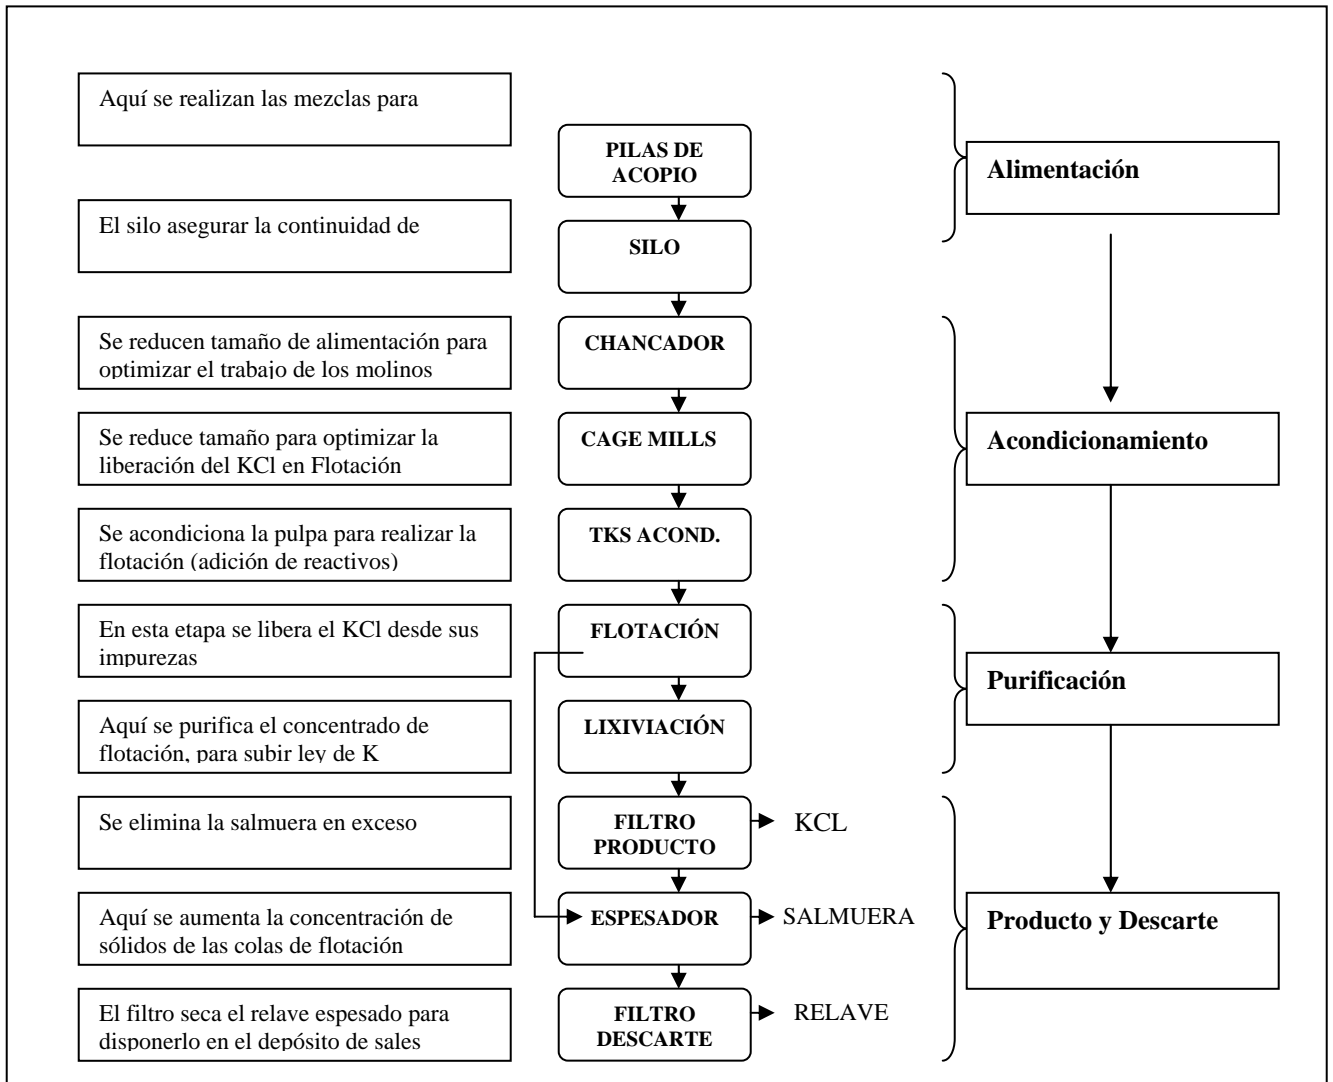 Aquí se realizan las mezclas para
PILAS DE
ACOPIO
Alimentación
El silo asegurar la continuidad de
SILO
Se reducen tamaño de alimentación para
optimizar el trabajo de los molinos
CHANCADOR
Se reduce tamaño para optimizar la
liberación del KCl en Flotación
CAGE MILLS
Acondicionamiento
Se acondiciona la pulpa para realizar la
flotación (adición de reactivos)
TKS ACOND.
En esta etapa se libera el KCl desde sus
impurezas
FLOTACIÓN
Purificación
Aquí se purifica el concentrado de
flotación, para subir ley de K
LIXIVIACIÓN
Se elimina la salmuera en exceso
FILTRO
PRODUCTO
KCL
Aquí se aumenta la concentración de
sólidos de las colas de flotación
ESPESADOR
SALMUERA
Producto y Descarte
El filtro seca el relave espesado para
disponerlo en el depósito de sales
FILTRO
DESCARTE
RELAVE